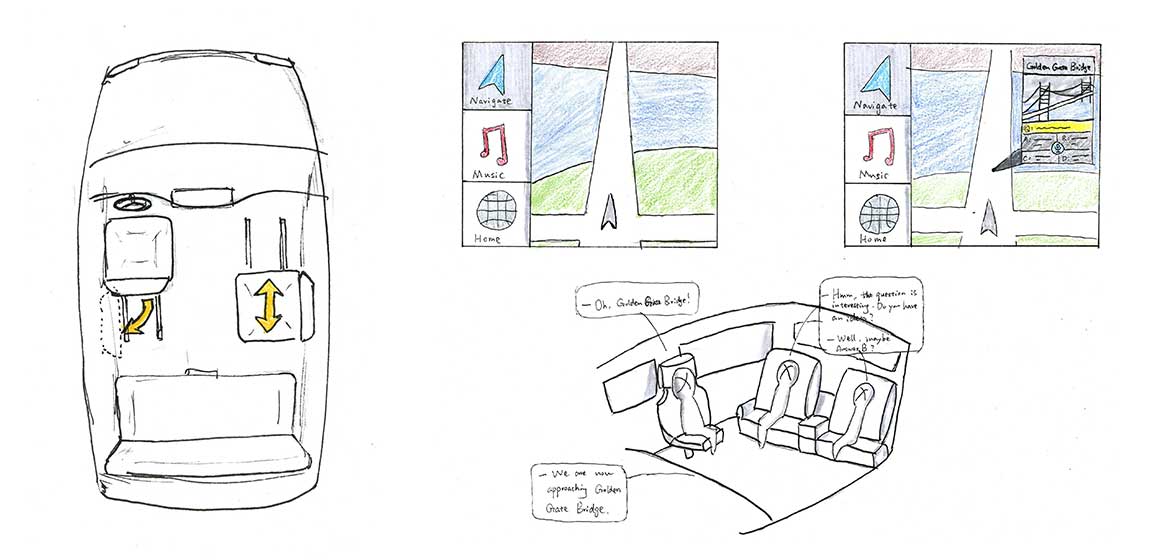 Navigate
Music
Home
Navigate
Music
Home
Golden Gate Bridge
Q:
A:
B:
C:
D:
— Oh, Golden Gate Bridge!
— Hmm, the question is
interesting. Do you have
an idea?
— Well, maybe
Answer B?
— We are now
approaching Golden
Gate Bridge.